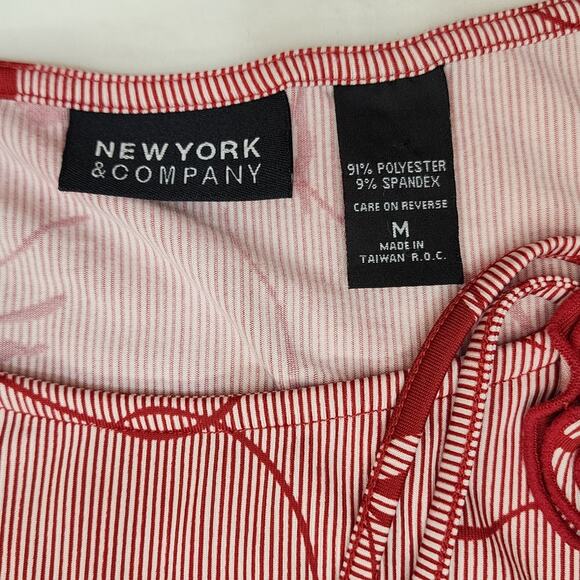 NEW YORK
& COMPANY
91% POLYESTER
9% SPANDEX
CARE ON REVERSE
M
MADE IN
TAIWAN R.O.C.